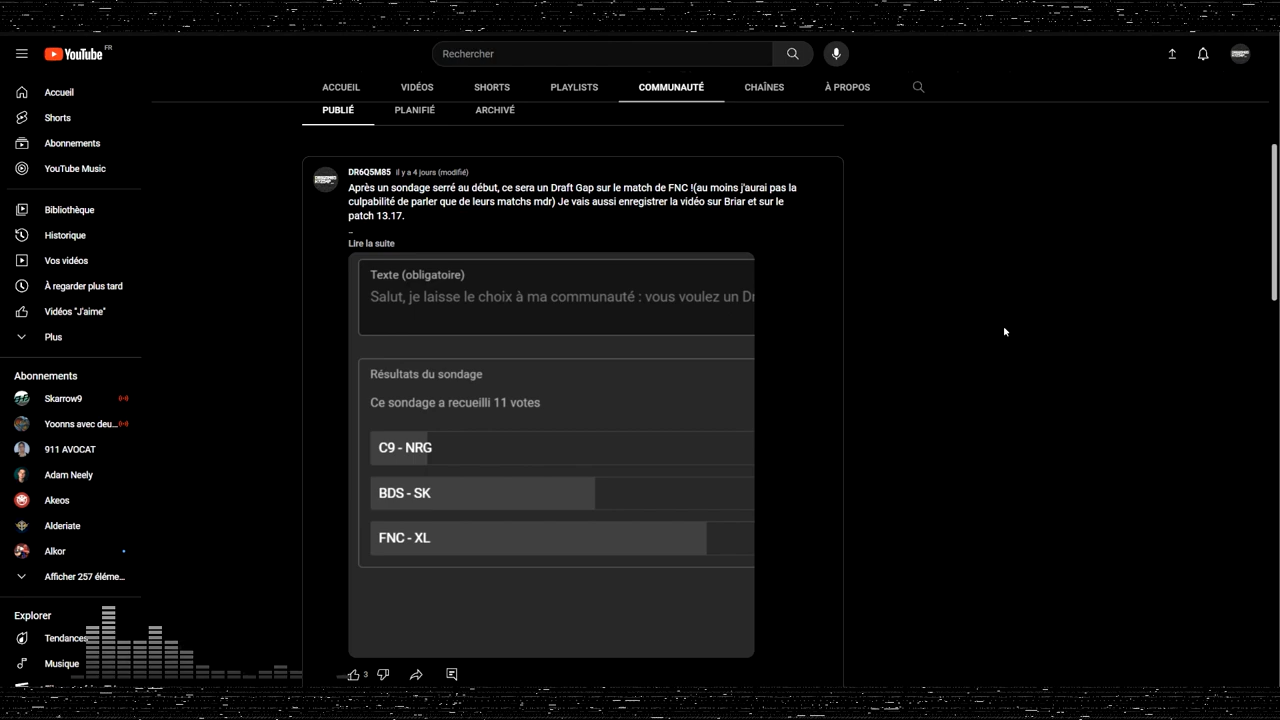 YouTube FR
Rechercher
ACCUEIL VIDÉOS SHORTS PLAYLISTS COMMUNAUTÉ CHAÎNES À PROPOS
PUBLIÉ PLANIFIÉ ARCHIVÉ
Accueil
Shorts
Abonnements
YouTube Music
Bibliothèque
Historique
Vos vidéos
À regarder plus tard
Vidéos "J'aime"
Plus
Abonnements
Skarrow9
Yoonns avec deu...
911 AVOCAT
Adam Neely
Akeos
Alderiate
Alkor
Afficher 257 éléme...
Explorer
Tendances
Musique
DR6Q5M85 il y a 4 jours (modifié)
Après un sondage serré au début, ce sera un Draft Gap sur le match de FNC !(au moins j'aurai pas la
culpabilité de parler que de leurs matchs mdr) Je vais aussi enregistrer la vidéo sur Briar et sur le
patch 13.17.
_
Lire la suite
Texte (obligatoire)
Salut, je laisse le choix à ma communauté : vous voulez un Dr
Résultats du sondage
Ce sondage a recueilli 11 votes
C9 - NRG
BDS - SK
FNC - XL
3